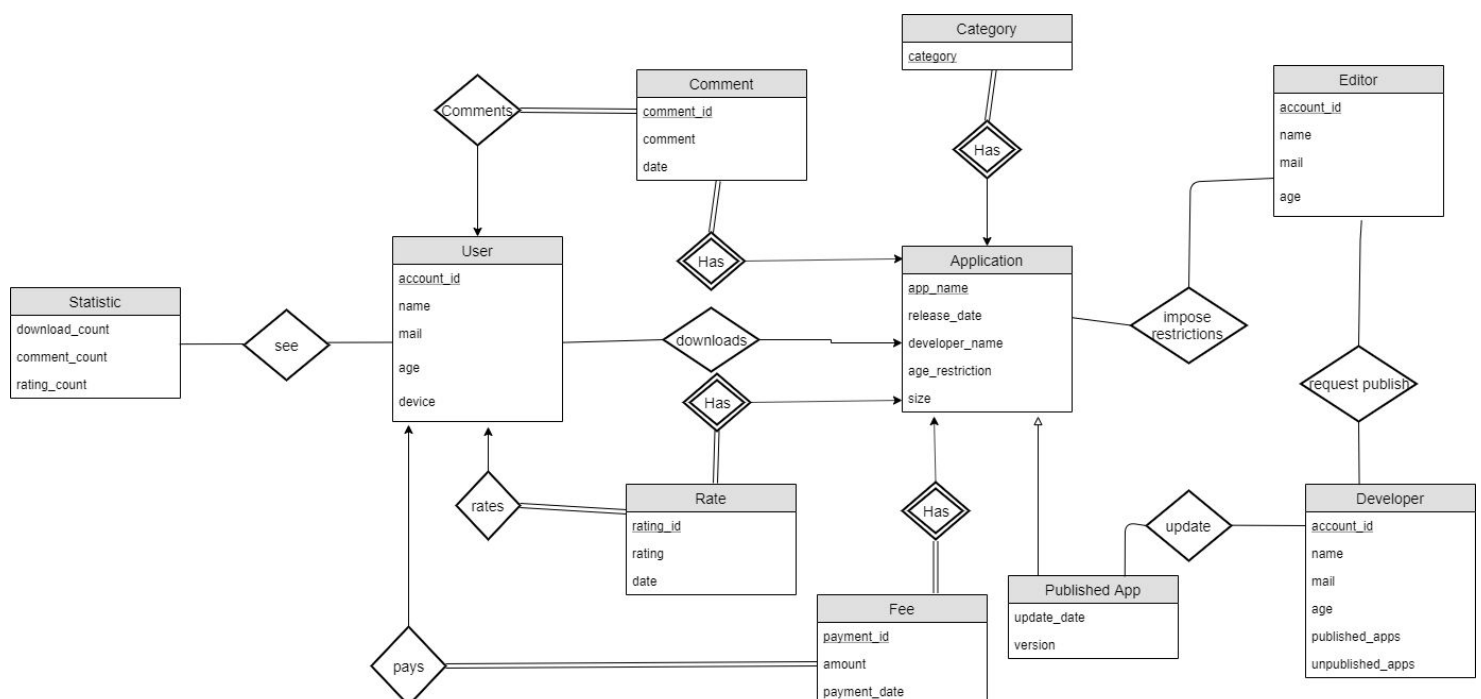 Category
category
Comment
comment_id
comment
date
Comments
Has
Editor
account_id
name
mail
age
User
account_id
name
mail
age
device
Has
Application
app_name
release_date
developer_name
age_restriction
size
impose
restrictions
Statistic
download_count
comment_count
rating_count
see
downloads
Has
request publish
rates
Rate
rating_id
rating
date
Has
update
Developer
account_id
name
mail
age
published_apps
unpublished_apps
Published App
update_date
version
pays
Fee
payment_id
amount
payment_date